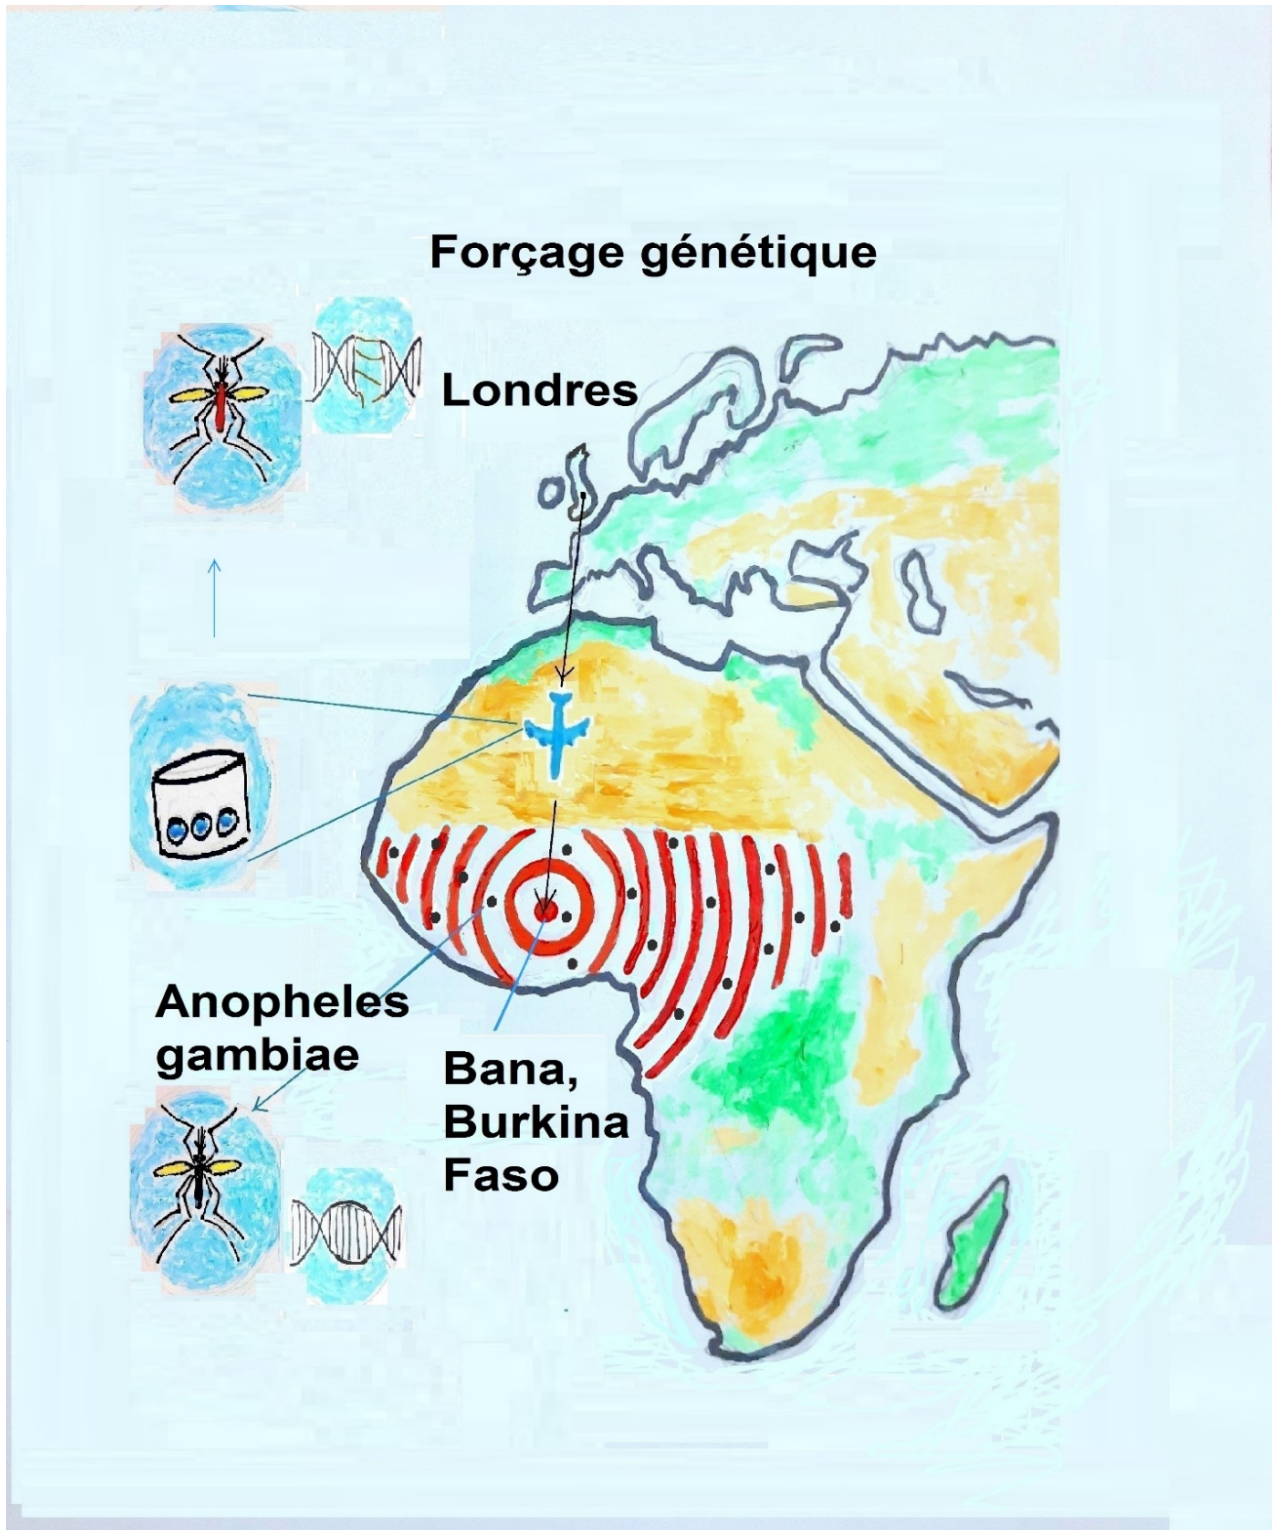 Forçage génétique
Londres
Anopheles
gambiae
Bana,
Burkina
Faso